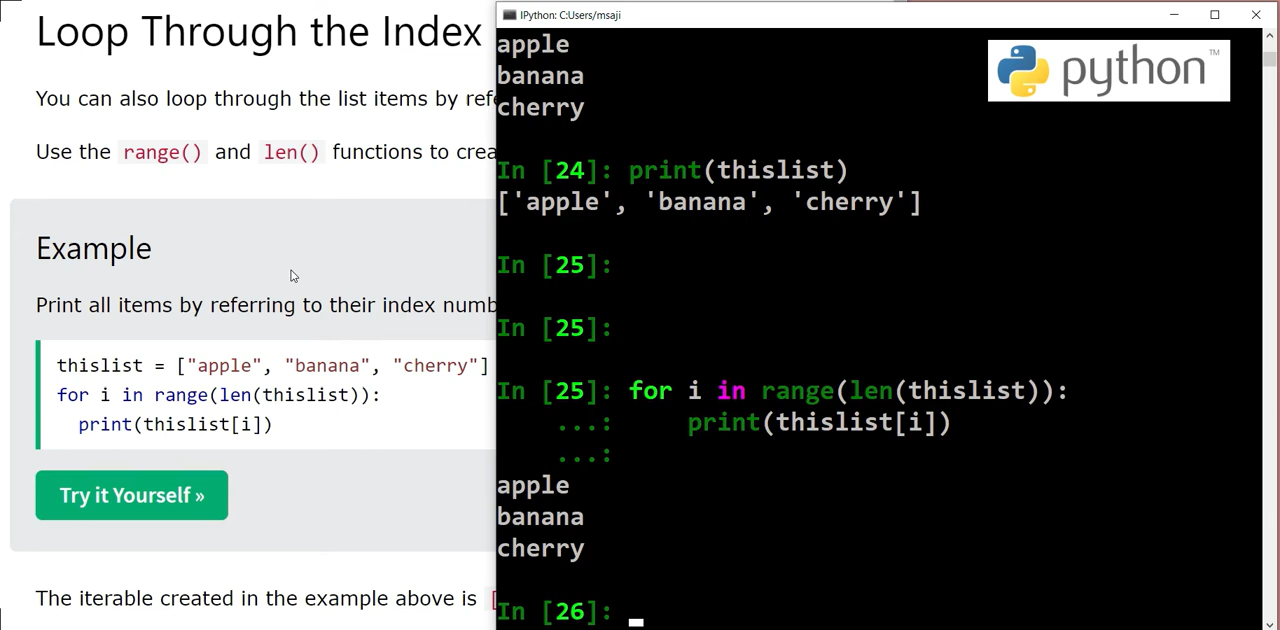 Loop Through the Index
You can also loop through the list items by refe
Use the range() and len() functions to crea
Example
Print all items by referring to their index numb
thislist = ["apple", "banana", "cherry"]
for i in range(len(thislist)):
print(thislist[i])
Try it Yourself »
The iterable created in the example above is [
IPython: C:Users/msaji
python™
apple
banana
cherry
In [24]: print(thislist)
['apple', 'banana', 'cherry']
In [25]:
In [25]:
In [25]: for i in range(len(thislist)):
...: print(thislist[i])
...:
apple
banana
cherry
In [26]: